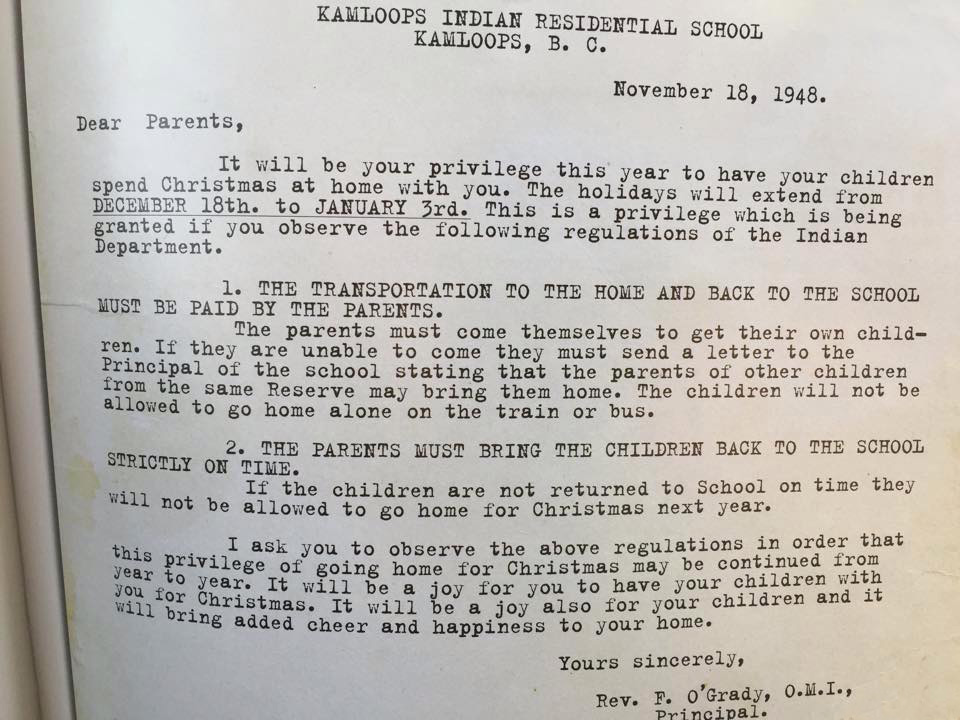 KAMLOOPS INDIAN RESIDENTIAL SCHOOL
KAMLOOPS, B. C.
November 18, 1948.
Dear Parents,
It will be your privilege this year to have your children
spend Christmas at home with you. The holidays will extend from
DECEMBER 18th. to JANUARY 3rd. This is a privilege which is being
granted if you observe the following regulations of the Indian
Department.
1. THE TRANSPORTATION TO THE HOME AND BACK TO THE SCHOOL
MUST BE PAID BY THE PARENTS.
The parents must come themselves to get their own child-
ren. If they are unable to come they must send a letter to the
Principal of the school stating that the parents of other children
from the same Reserve may bring them home. The children will not be
allowed to go home alone on the train or bus.
2. THE PARENTS MUST BRING THE CHILDREN BACK TO THE SCHOOL
STRICTLY ON TIME.
If the children are not returned to School on time they
will not be allowed to go home for Christmas next year.
I ask you to observe the above regulations in order that
this privilege of going home for Christmas may be continued from
year to year. It will be a joy for you to have your children with
you for Christmas. It will be a joy also for your children and it
will bring added cheer and happiness to your home.
Yours sincerely,
Rev. F. O'Grady, O.M.I.,
Principal.